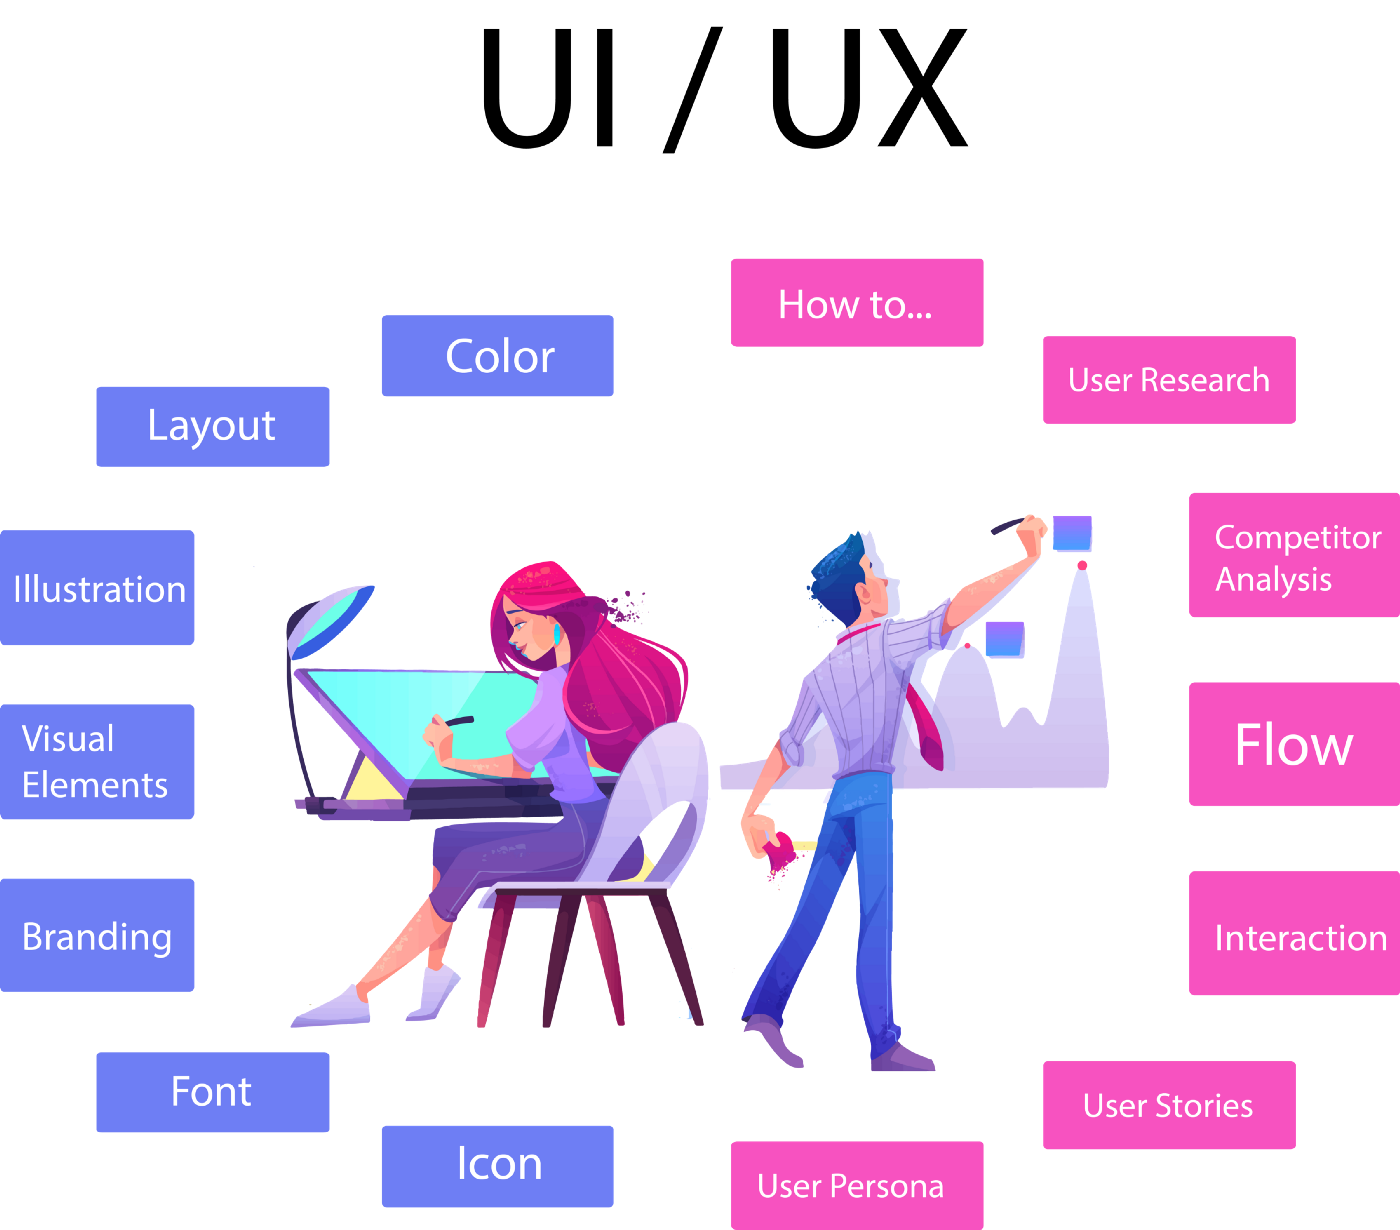 UI / UX
How to...
Color
User Research
Layout
Competitor
Analysis
Illustration
Visual
Elements
Flow
Branding
Interaction
Font
User Stories
Icon
User Persona